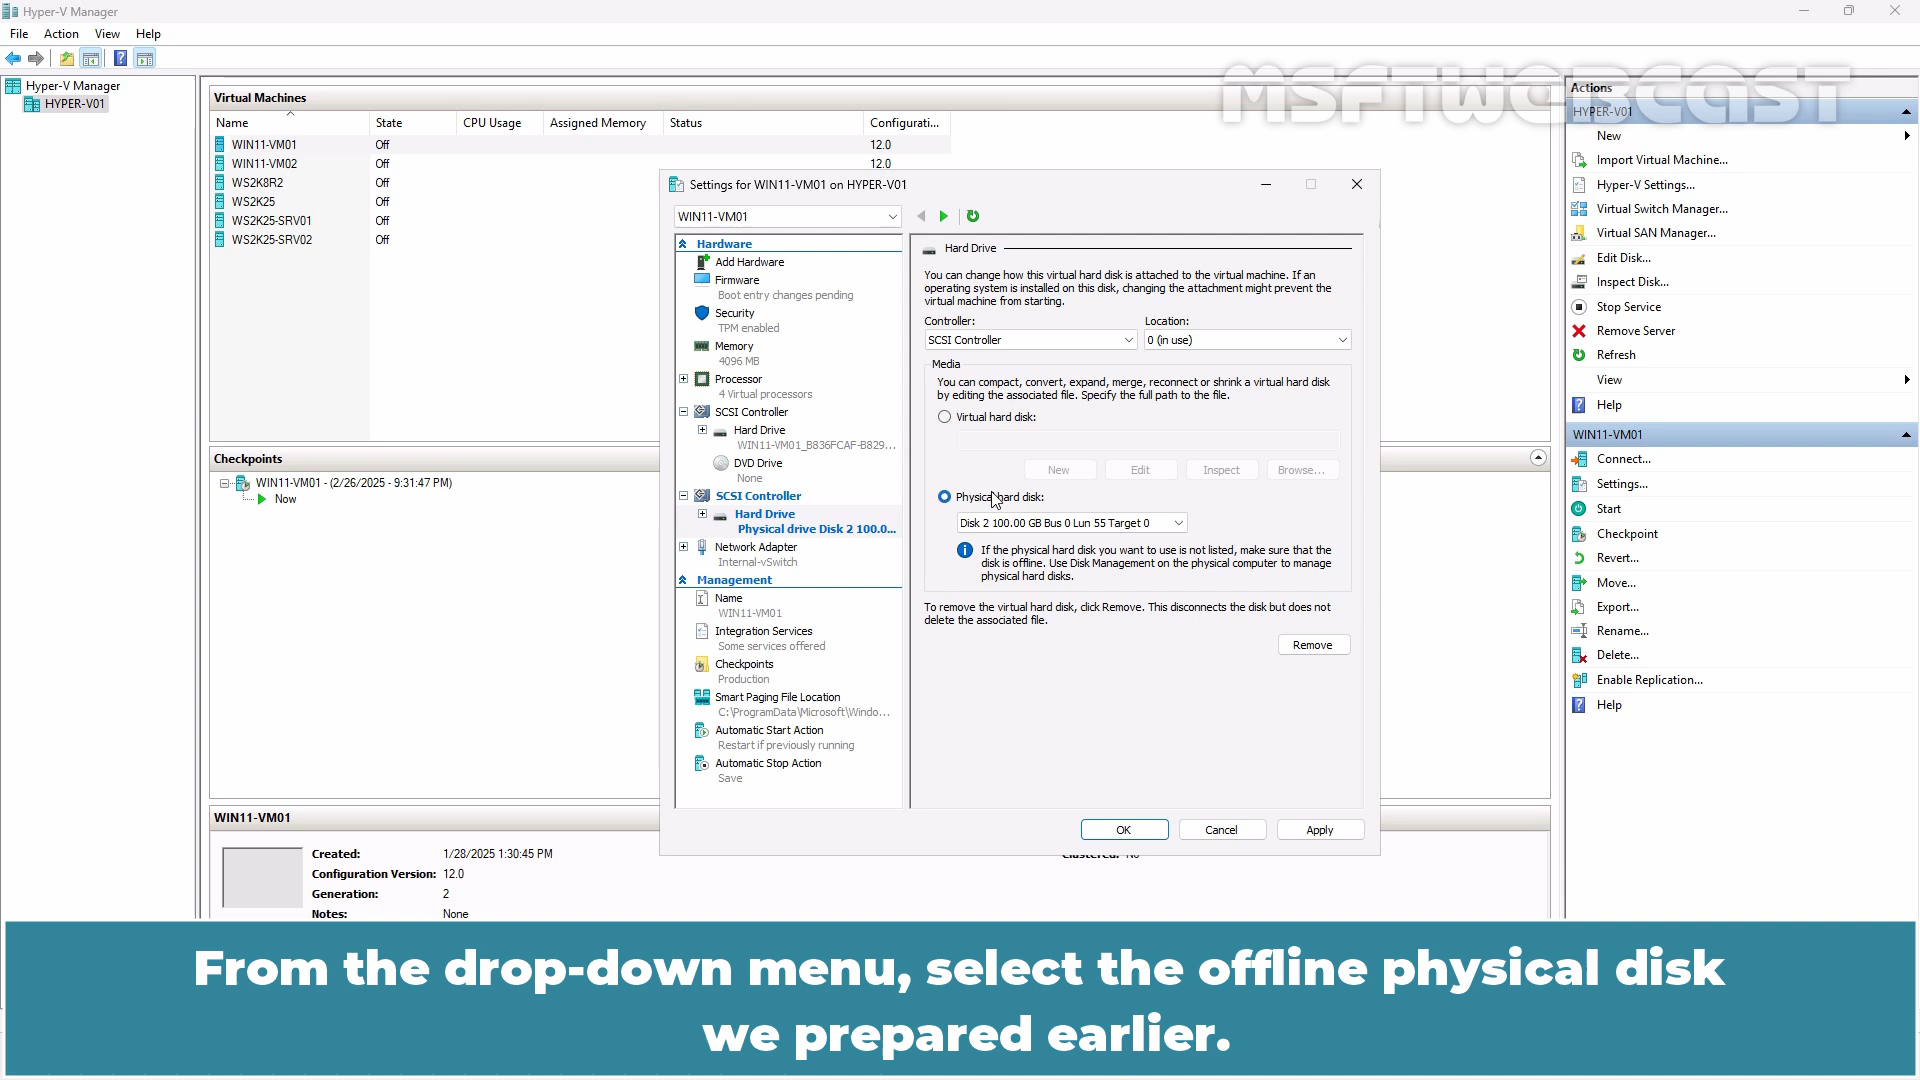 Hyper-V Manager
File Action View Help
Hyper-V Manager
HYPER-V01
Virtual Machines
Name State CPU Usage Assigned Memory Status Configurati...
WIN11-VM01 Off 12.0
WIN11-VM02 Off 12.0
WS2K8R2 Off
WS2K25 Off
WS2K25-SRV01 Off
WS2K25-SRV02 Off
Checkpoints
WIN11-VM01 - (2/26/2025 - 9:31:47 PM)
Now
WIN11-VM01
Created: 1/28/2025 1:30:45 PM
Configuration Version: 12.0
Generation: 2
Notes: None
Clustered: No
Settings for WIN11-VM01 on HYPER-V01
WIN11-VM01
Hardware
Add Hardware
Firmware
Boot entry changes pending
Security
TPM enabled
Memory
4096 MB
Processor
4 Virtual processors
SCSI Controller
Hard Drive
WIN11-VM01_B836FCAF-B829...
DVD Drive
None
SCSI Controller
Hard Drive
Physical drive Disk 2 100.0...
Network Adapter
Internal-vSwitch
Management
Name
WIN11-VM01
Integration Services
Some services offered
Checkpoints
Production
Smart Paging File Location
C:\ProgramData\Microsoft\Windo...
Automatic Start Action
Restart if previously running
Automatic Stop Action
Save
Hard Drive
You can change how this virtual hard disk is attached to the virtual machine. If an
operating system is installed on this disk, changing the attachment might prevent the
virtual machine from starting.
Controller: Location:
SCSI Controller 0 (in use)
Media
You can compact, convert, expand, merge, reconnect or shrink a virtual hard disk
by editing the associated file. Specify the full path to the file.
Virtual hard disk:
New Edit Inspect Browse...
Physical hard disk:
Disk 2 100.00 GB Bus 0 Lun 55 Target 0
If the physical hard disk you want to use is not listed, make sure that the
disk is offline. Use Disk Management on the physical computer to manage
physical hard disks.
To remove the virtual hard disk, click Remove. This disconnects the disk but does not
delete the associated file.
Remove
OK Cancel Apply
MSFTWEBCAST
Actions
HYPER-V01
New
Import Virtual Machine...
Hyper-V Settings...
Virtual Switch Manager...
Virtual SAN Manager...
Edit Disk...
Inspect Disk...
Stop Service
Remove Server
Refresh
View
Help
WIN11-VM01
Connect...
Settings...
Start
Checkpoint
Revert...
Move...
Export...
Rename...
Delete...
Enable Replication...
Help
From the drop-down menu, select the offline physical disk
we prepared earlier.